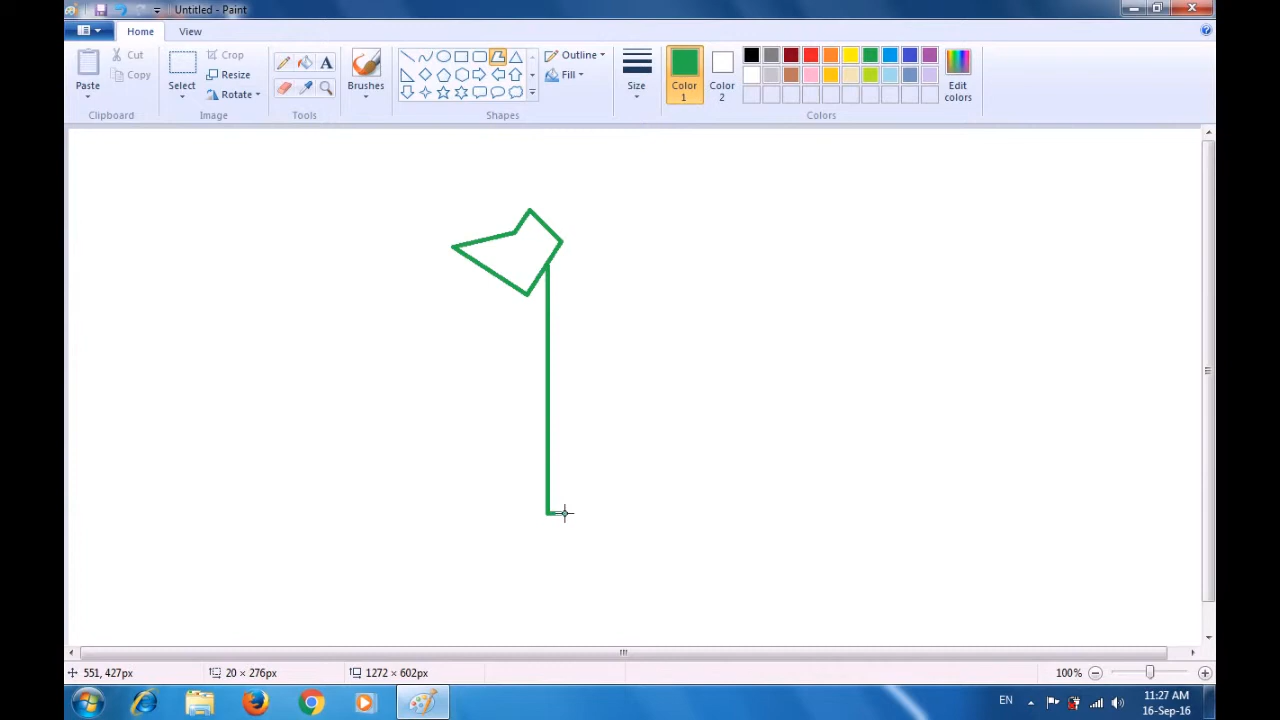 Untitled - Paint
Home View
Paste
Cut
Copy
Clipboard
Select
Crop
Resize
Rotate
Image
A
Tools
Brushes
Outline
Fill
Shapes
Size
Color 1
Color 2
Edit colors
Colors
551, 427px 20 × 276px 1272 × 602px 100%
EN 11:27 AM
16-Sep-16